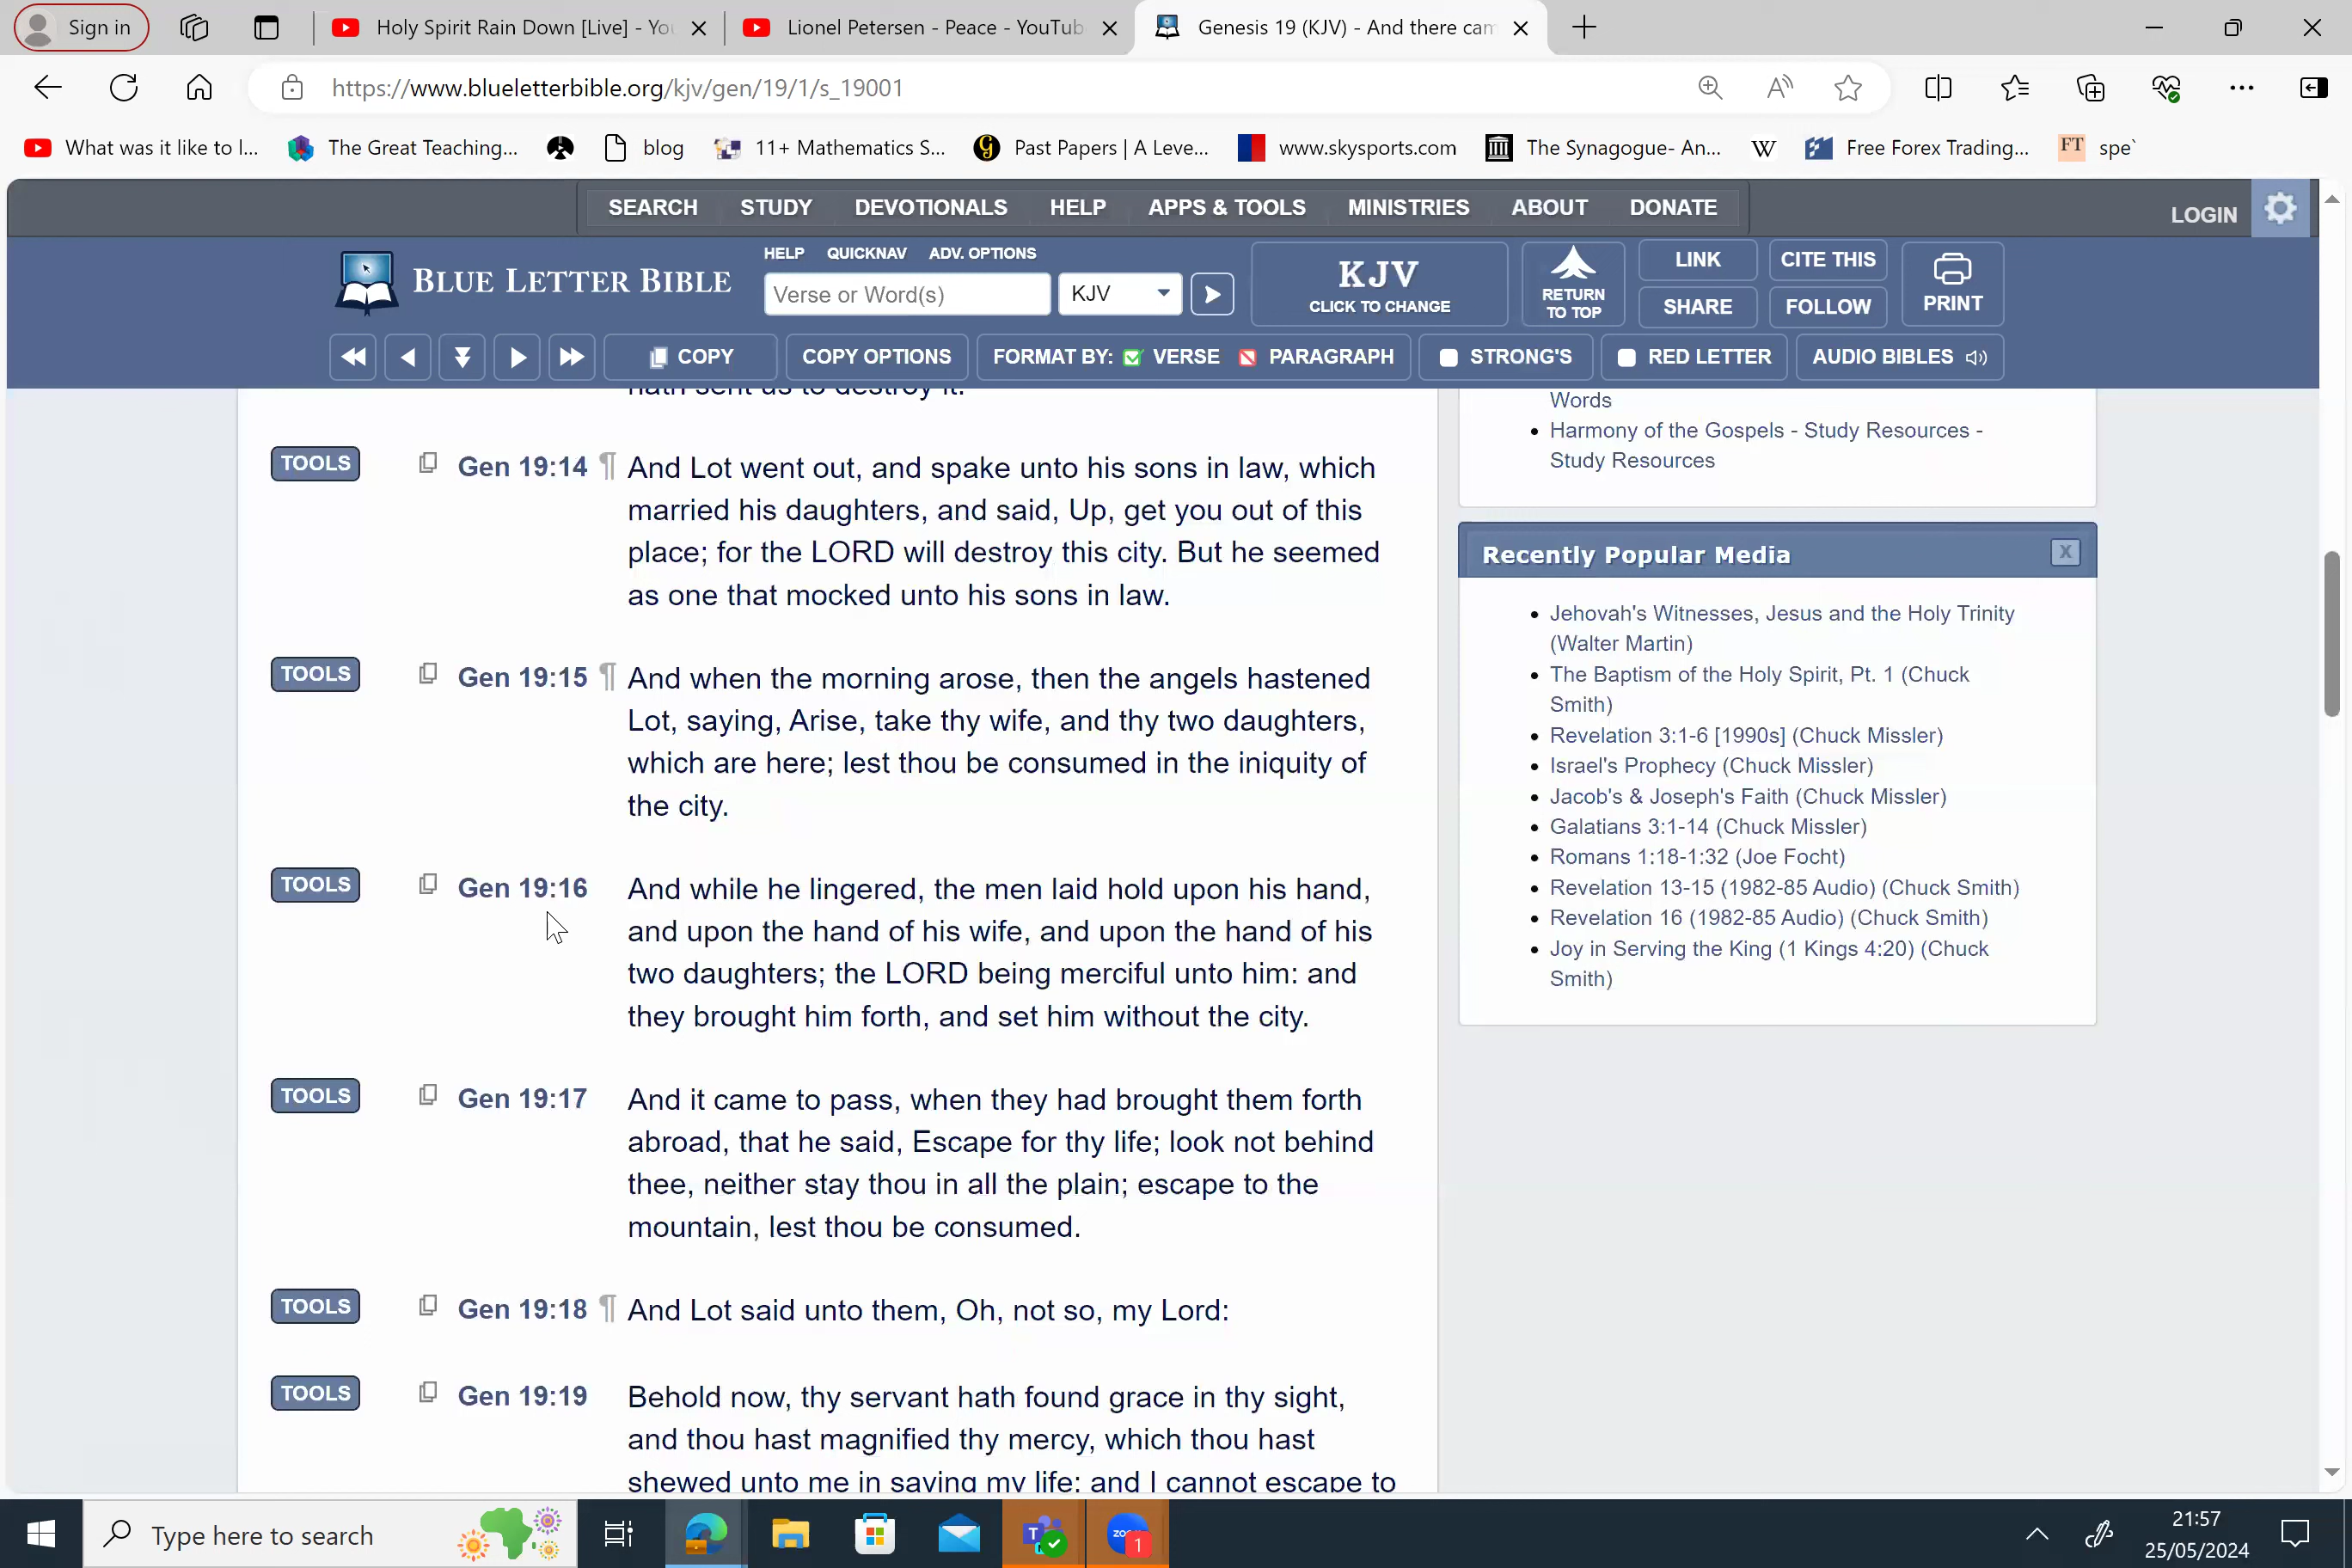 Sign in
Holy Spirit Rain Down [Live] - You
Lionel Petersen - Peace - YouTub
Genesis 19 (KJV) - And there cam
https://www.blueletterbible.org/kjv/gen/19/1/s_19001
What was it like to l...
The Great Teaching...
blog
11+ Mathematics S...
Past Papers | A Leve...
www.skysports.com
The Synagogue- An...
W
Free Forex Trading...
FT
spe`
SEARCH STUDY DEVOTIONALS HELP APPS & TOOLS MINISTRIES ABOUT DONATE
LOGIN
BLUE LETTER BIBLE
HELP QUICKNAV ADV. OPTIONS
Verse or Word(s)
KJV
KJV
CLICK TO CHANGE
RETURN
TO TOP
LINK
CITE THIS
SHARE
FOLLOW
PRINT
COPY
COPY OPTIONS
FORMAT BY: VERSE PARAGRAPH
STRONG'S
RED LETTER
AUDIO BIBLES
hath sent us to destroy it.
TOOLS Gen 19:14 ¶ And Lot went out, and spake unto his sons in law, which
married his daughters, and said, Up, get you out of this
place; for the LORD will destroy this city. But he seemed
as one that mocked unto his sons in law.
TOOLS Gen 19:15 ¶ And when the morning arose, then the angels hastened
Lot, saying, Arise, take thy wife, and thy two daughters,
which are here; lest thou be consumed in the iniquity of
the city.
TOOLS Gen 19:16 And while he lingered, the men laid hold upon his hand,
and upon the hand of his wife, and upon the hand of his
two daughters; the LORD being merciful unto him: and
they brought him forth, and set him without the city.
TOOLS Gen 19:17 And it came to pass, when they had brought them forth
abroad, that he said, Escape for thy life; look not behind
thee, neither stay thou in all the plain; escape to the
mountain, lest thou be consumed.
TOOLS Gen 19:18 ¶ And Lot said unto them, Oh, not so, my Lord:
TOOLS Gen 19:19 Behold now, thy servant hath found grace in thy sight,
and thou hast magnified thy mercy, which thou hast
shewed unto me in saving my life; and I cannot escape to
Words
Harmony of the Gospels - Study Resources -
Study Resources
Recently Popular Media
X
Jehovah's Witnesses, Jesus and the Holy Trinity
(Walter Martin)
The Baptism of the Holy Spirit, Pt. 1 (Chuck
Smith)
Revelation 3:1-6 [1990s] (Chuck Missler)
Israel's Prophecy (Chuck Missler)
Jacob's & Joseph's Faith (Chuck Missler)
Galatians 3:1-14 (Chuck Missler)
Romans 1:18-1:32 (Joe Focht)
Revelation 13-15 (1982-85 Audio) (Chuck Smith)
Revelation 16 (1982-85 Audio) (Chuck Smith)
Joy in Serving the King (1 Kings 4:20) (Chuck
Smith)
Type here to search
1
21:57
25/05/2024